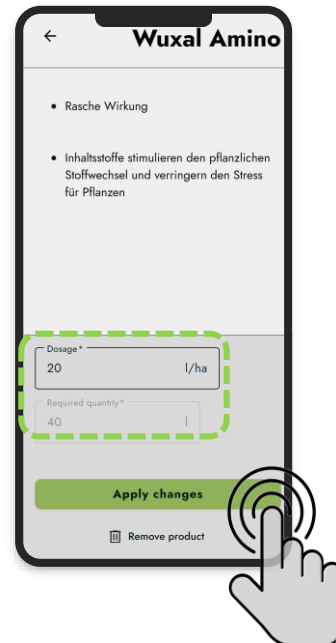 Wuxal Amino
Rasche Wirkung
Inhaltsstoffe stimulieren den pflanzlichen
Stoffwechsel und verringern den Stress
für Pflanzen
Dosage*
20 l/ha
Required quantity*
40 l
Apply changes
Remove product